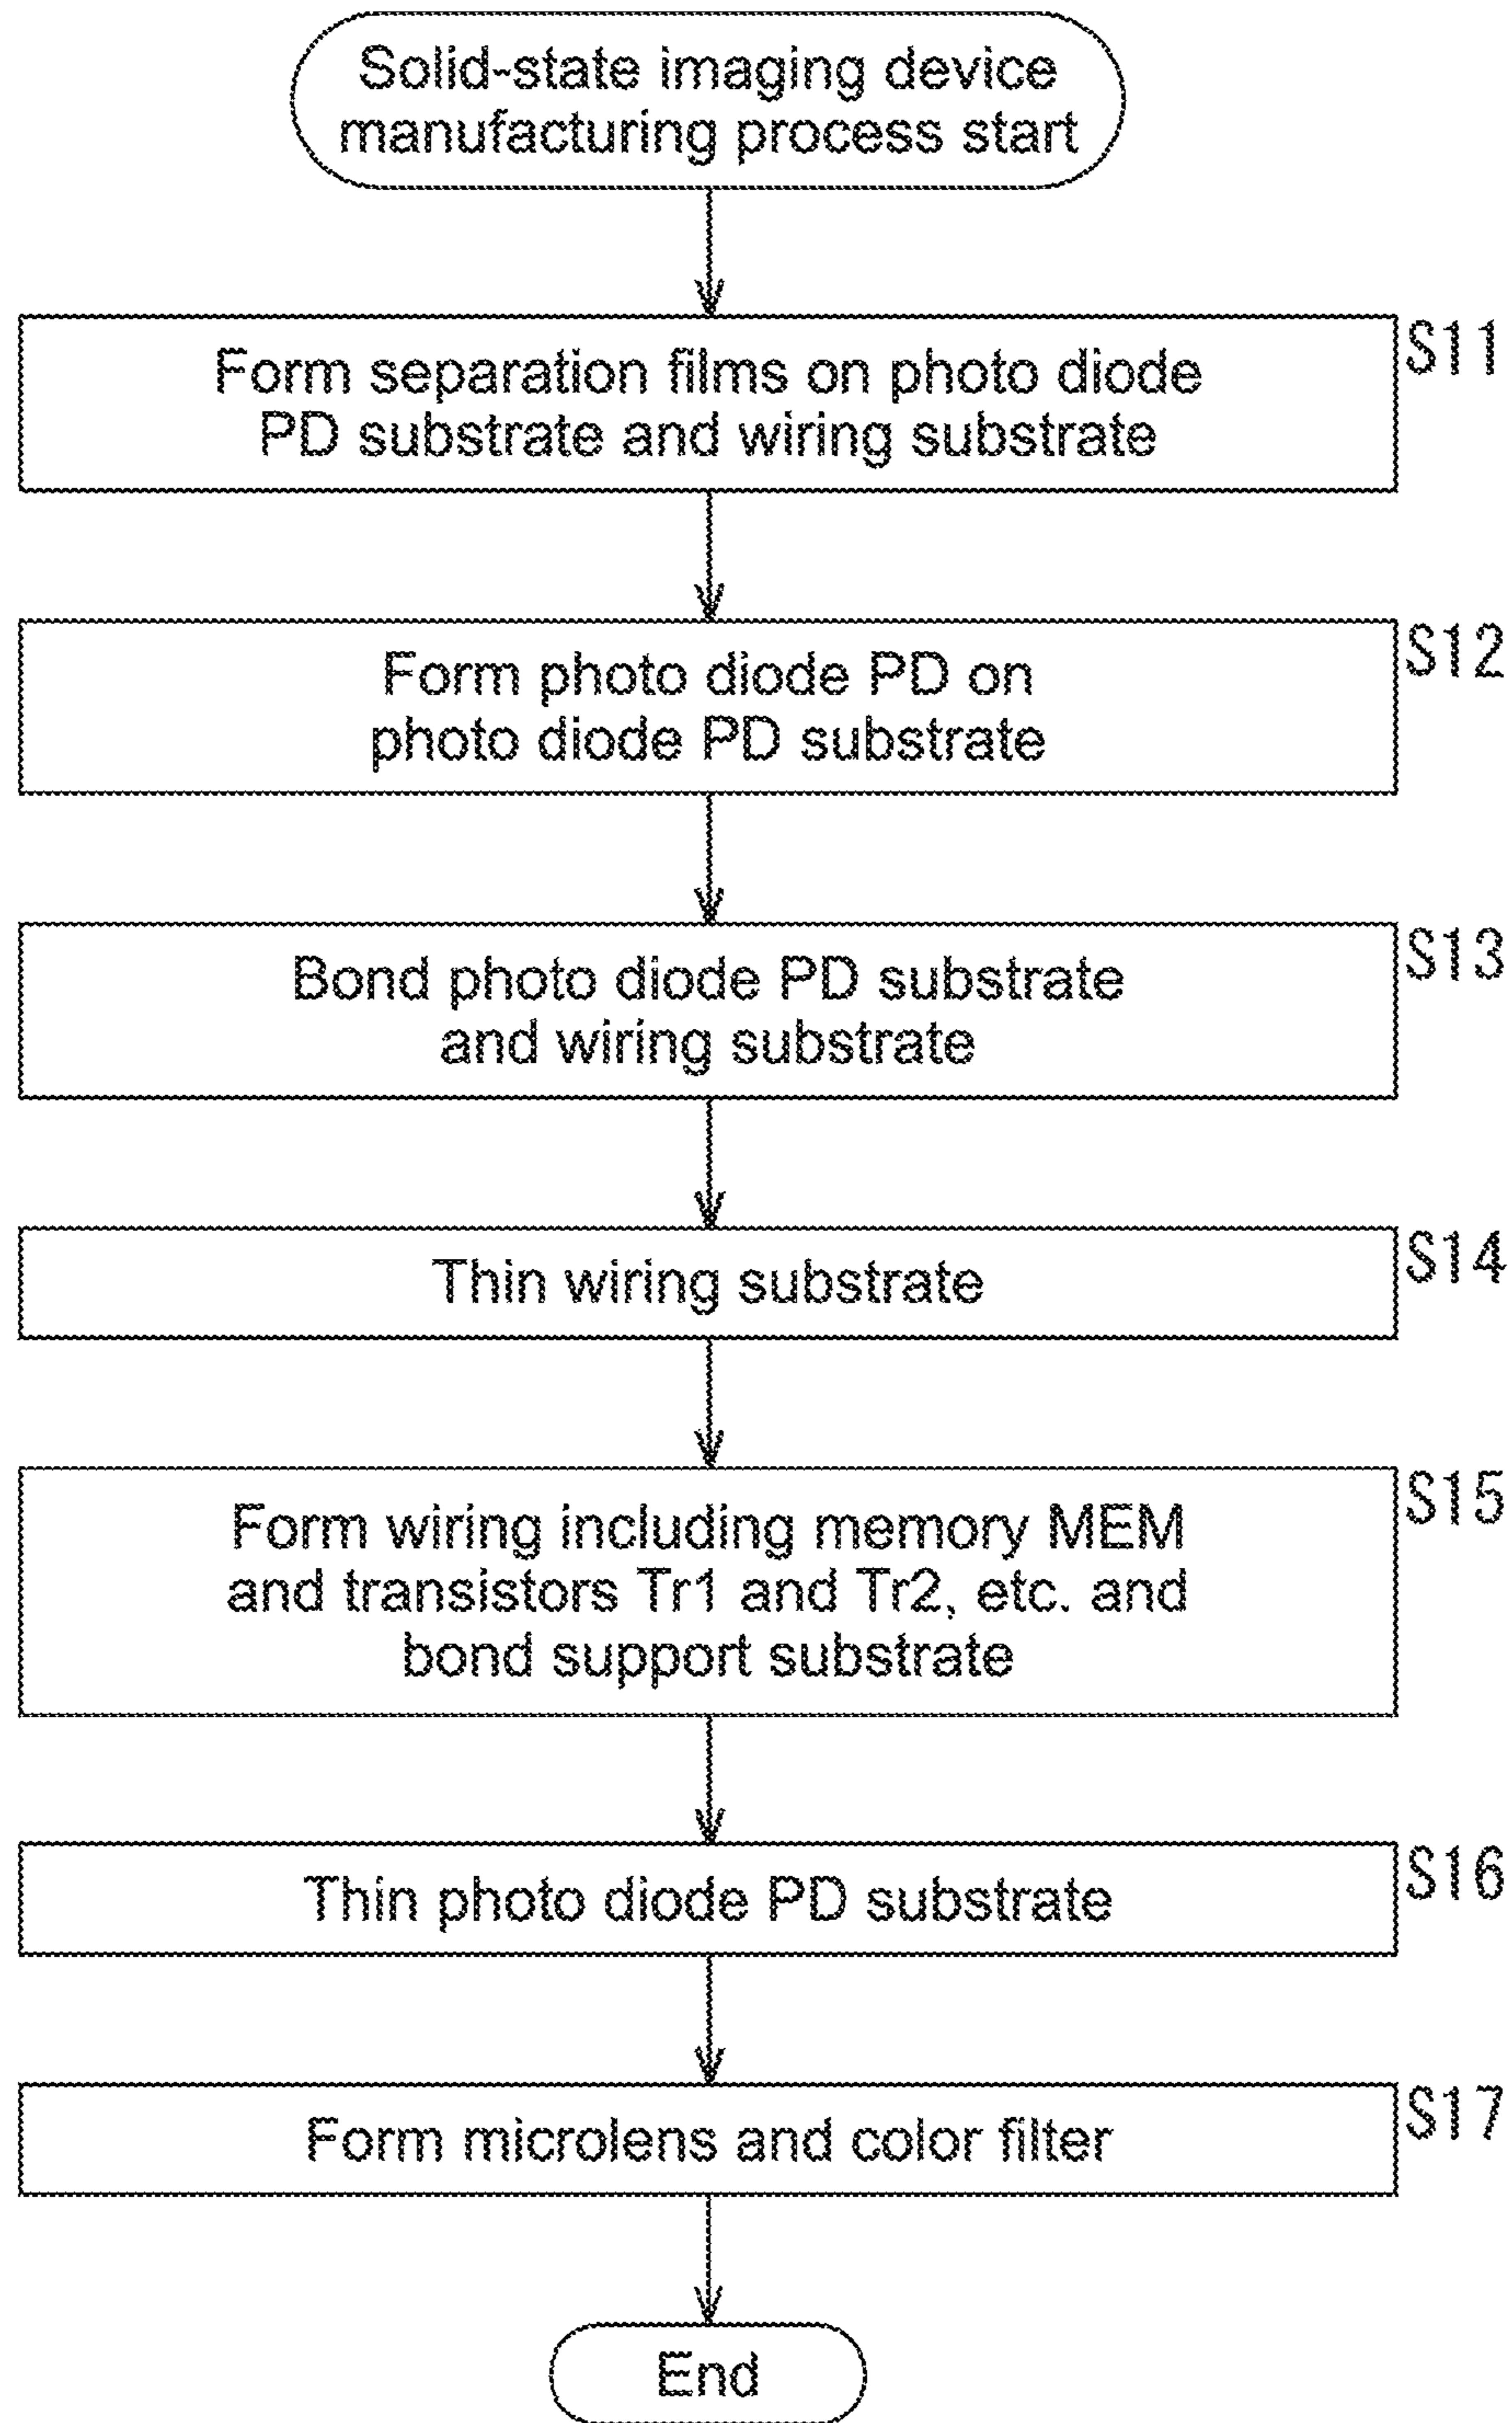 Solid-state imaging device
manufacturing process start
S11
Form separation films on photo diode
PD substrate and wiring substrate
S12
Form photo diode PD on
photo diode PD substrate
S13
Bond photo diode PD substrate
and wiring substrate
S14
Thin wiring substrate
S15
Form wiring including memory MEM
and transistors Tr1 and Tr2, etc. and
bond support substrate
S16
Thin photo diode PD substrate
S17
Form microlens and color filter
End